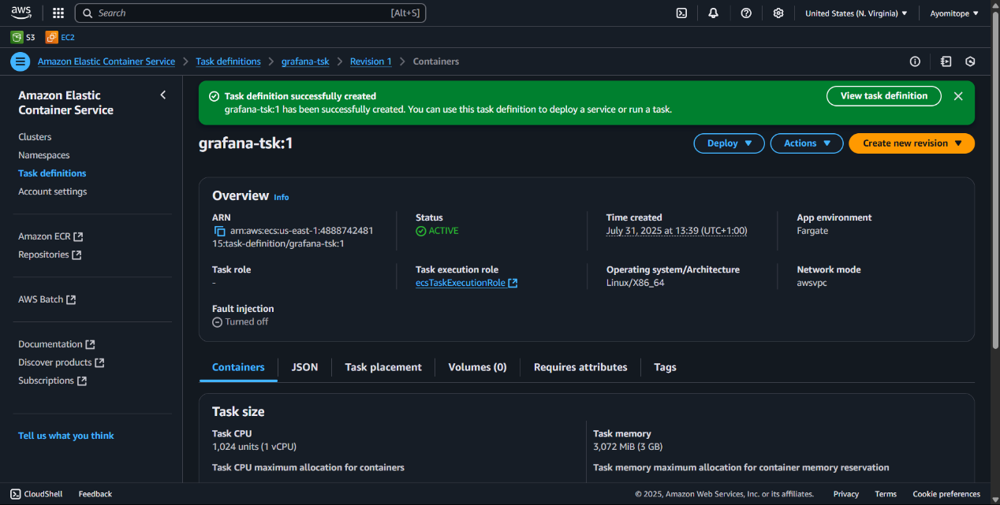 aws
Search [Alt+S]
United States (N. Virginia)
Ayomitope
S3
EC2
Amazon Elastic Container Service
Task definitions
grafana-tsk
Revision 1
Containers
Amazon Elastic
Container Service
Clusters
Namespaces
Task definitions
Account settings
Amazon ECR
Repositories
AWS Batch
Documentation
Discover products
Subscriptions
Tell us what you think
Task definition successfully created
grafana-tsk:1 has been successfully created. You can use this task definition to deploy a service or run a task.
View task definition
grafana-tsk:1
Deploy
Actions
Create new revision
Overview Info
ARN
arn:aws:ecs:us-east-1:4888742481
15:task-definition/grafana-tsk:1
Status
ACTIVE
Time created
July 31, 2025 at 13:39 (UTC+1:00)
App environment
Fargate
Task role
-
Task execution role
ecsTaskExecutionRole
Operating system/Architecture
Linux/X86_64
Network mode
awsvpc
Fault injection
Turned off
Containers
JSON
Task placement
Volumes (0)
Requires attributes
Tags
Task size
Task CPU
1,024 units (1 vCPU)
Task memory
3,072 MiB (3 GB)
Task CPU maximum allocation for containers
Task memory maximum allocation for container memory reservation
CloudShell
Feedback
© 2025, Amazon Web Services, Inc. or its affiliates.
Privacy
Terms
Cookie preferences